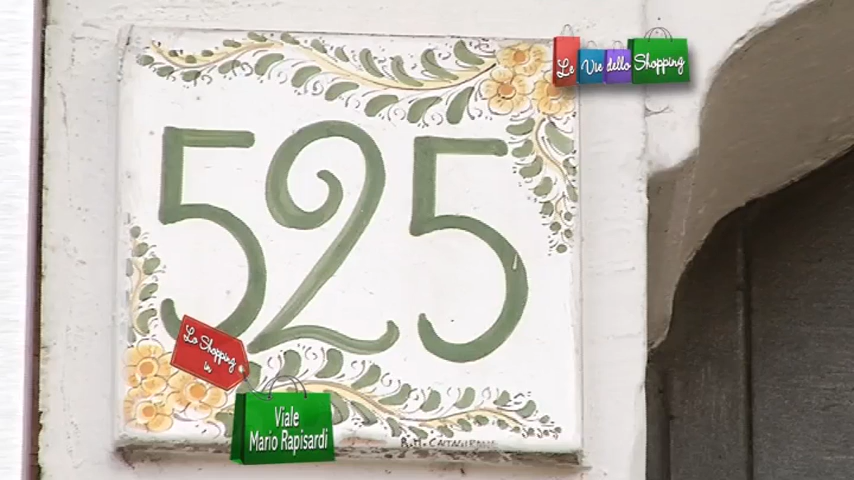 Le Vie dello Shopping
525
Lo Shopping
in
Viale
Mario Rapisardi